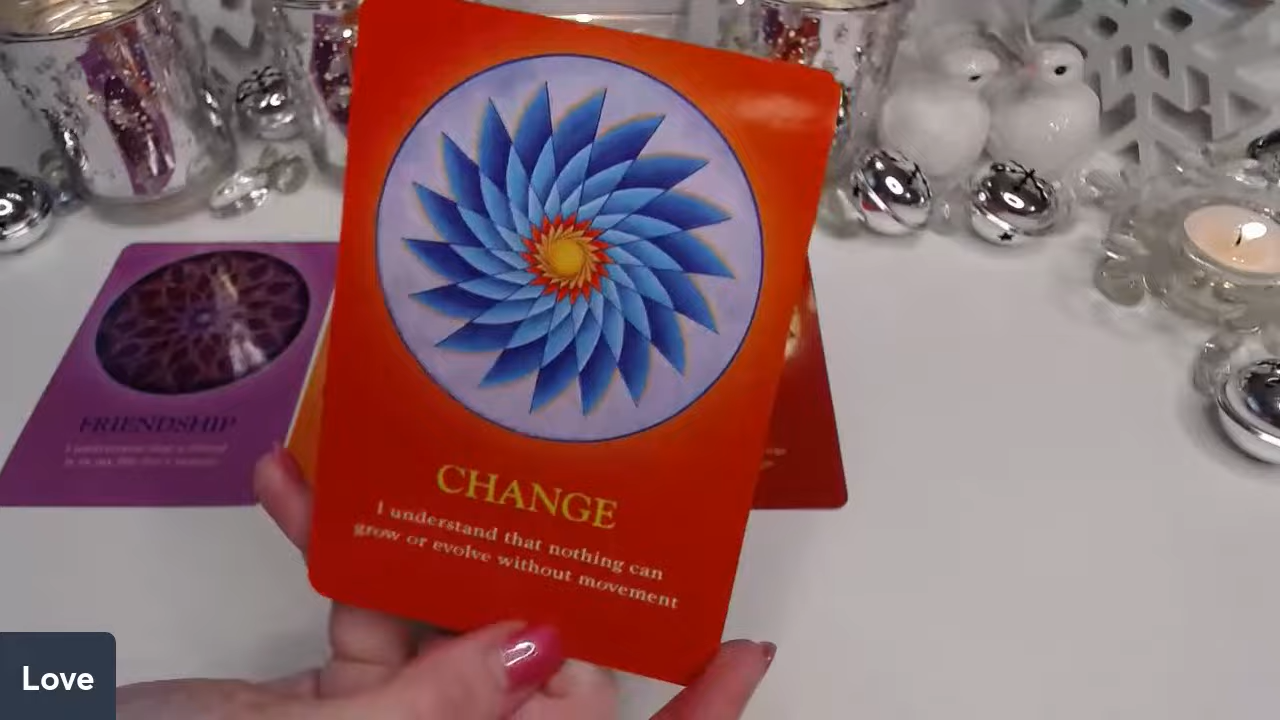 FRIENDSHIP
CHANGE
I understand that nothing can
grow or evolve without movement
Love